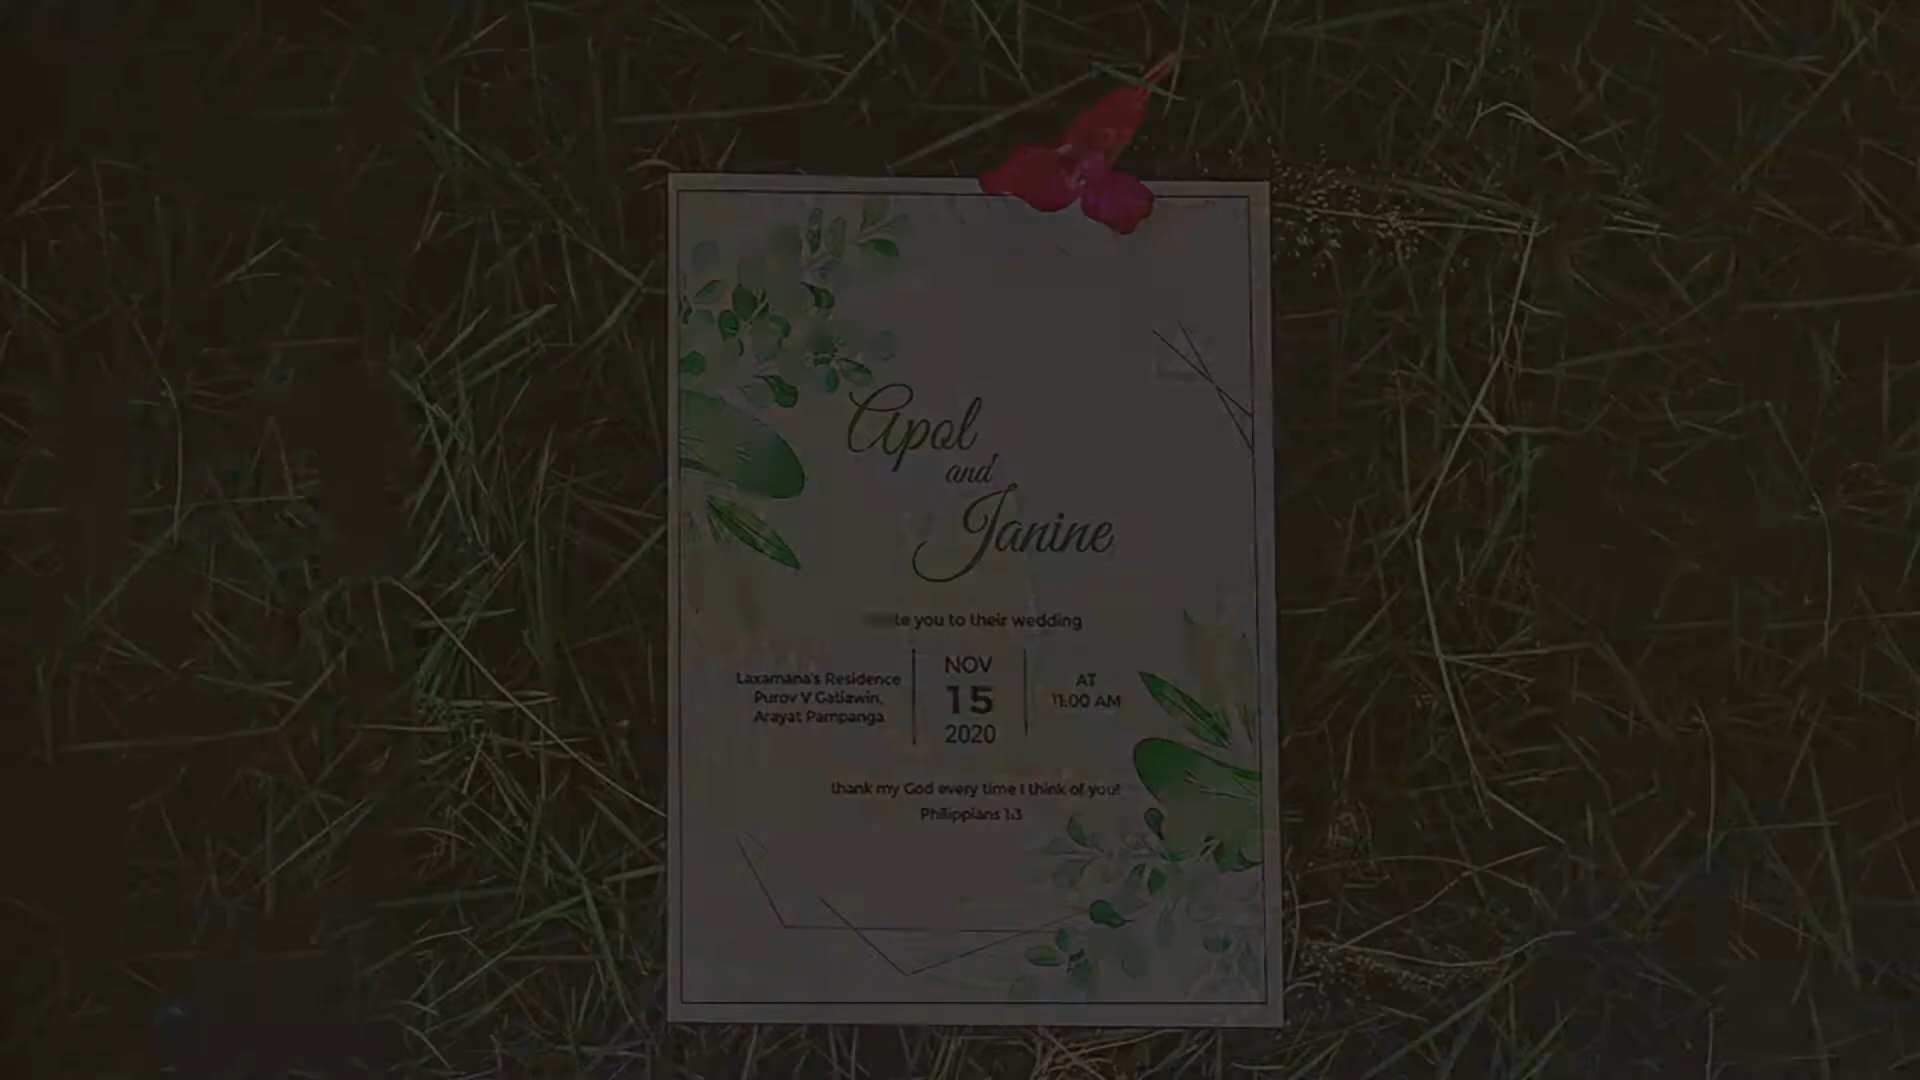 Apol
and
Janine
you to their wedding
Laxamana's Residence
Purov V Gatiawin,
Arayat Pampanga
NOV
15
2020
AT
11:00 AM
thank my God every time I think of you!
Philippians 1:3